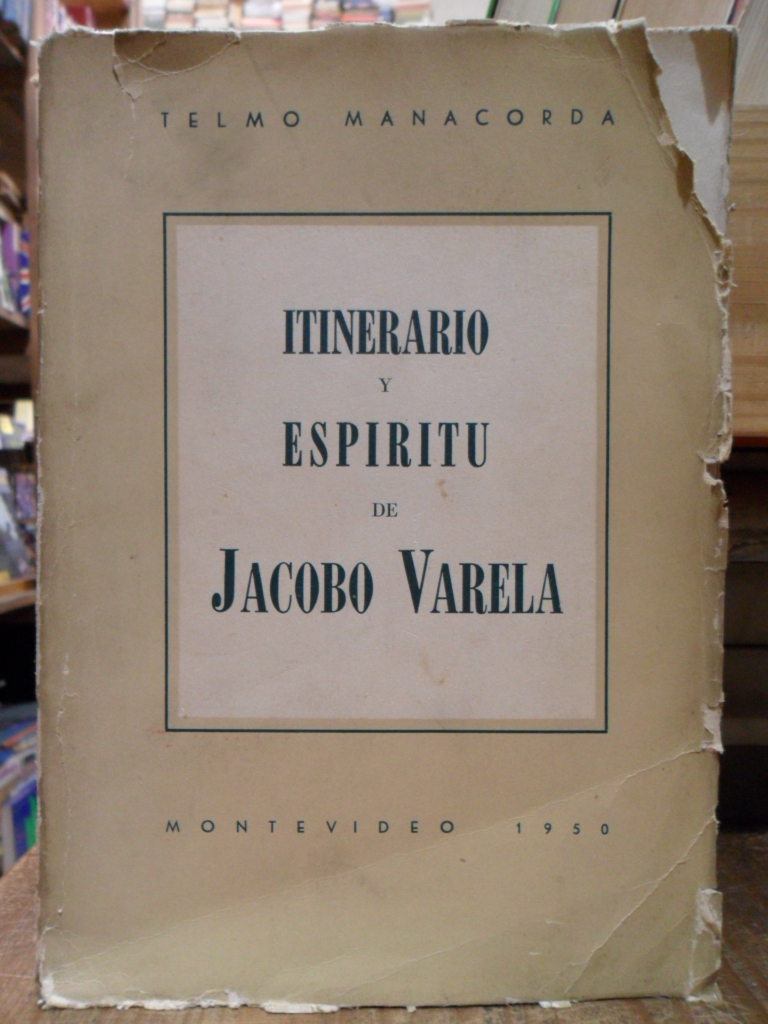 TELMO MANACORDA
ITINERARIO
Y
ESPIRITU
DE
JACOBO VARELA
MONTEVIDEO 1950